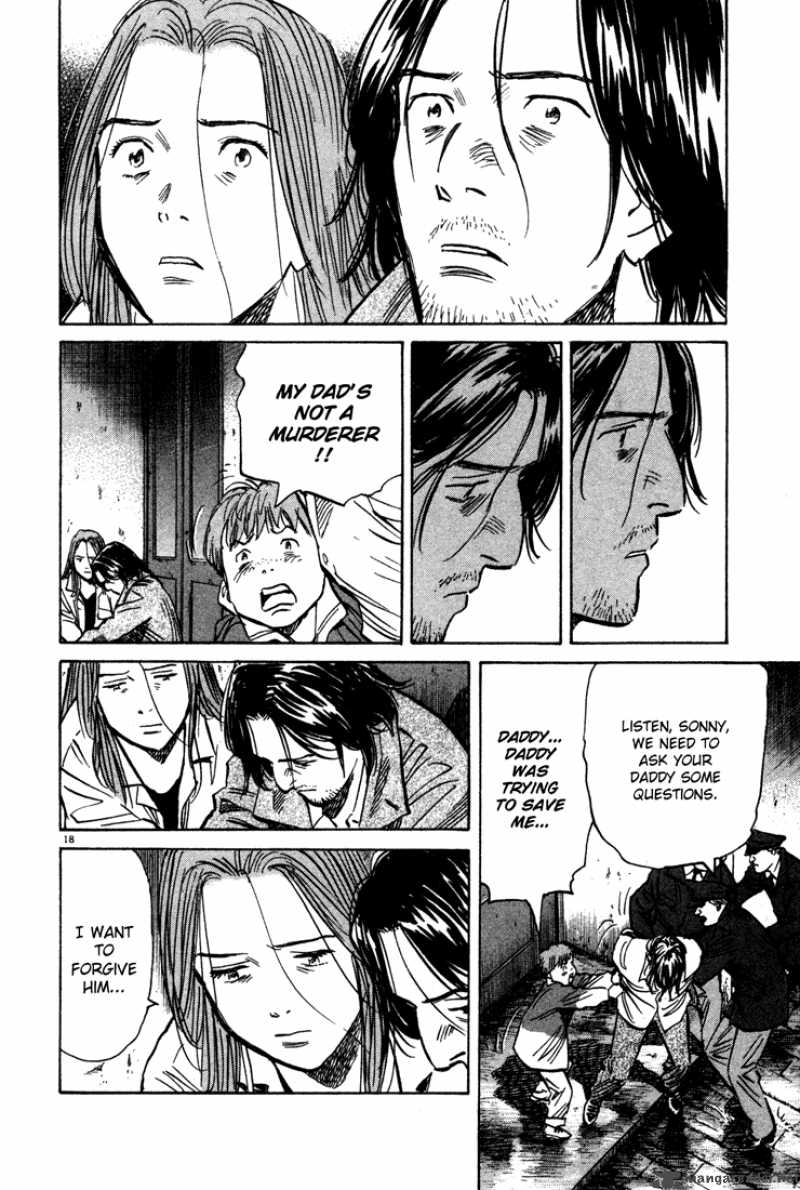 MY DAD'S
NOT A
MURDERER
!!
LISTEN, SONNY,
WE NEED TO
ASK YOUR
DADDY SOME
QUESTIONS.
DADDY...
DADDY
WAS
TRYING
TO SAVE
ME...
18
I WANT
TO
FORGIVE
HIM...